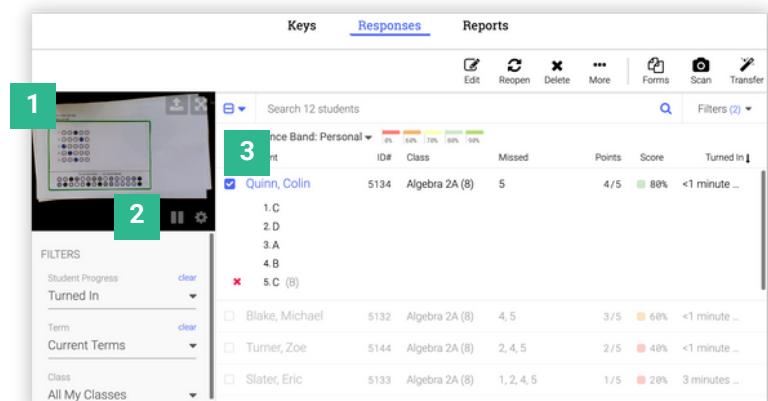 Keys Responses Reports
Edit Reopen Delete More Forms Scan Transfer
1
Search 12 students Filters (2)
3
nce Band: Personal 0% 60% 70% 80% 90%
nt ID# Class Missed Points Score Turned In
Quinn, Colin 5134 Algebra 2A (8) 5 4/5 80% <1 minute ...
1. C
2. D
3. A
4. B
5. C (B)
2
FILTERS
Student Progress clear
Turned In
Term clear
Current Terms
Class
All My Classes
Blake, Michael 5132 Algebra 2A (8) 4, 5 3/5 60% <1 minute ...
Turner, Zoe 5144 Algebra 2A (8) 2, 4, 5 2/5 40% <1 minute ...
Slater, Eric 5133 Algebra 2A (8) 1, 2, 4, 5 1/5 20% 3 minutes ...